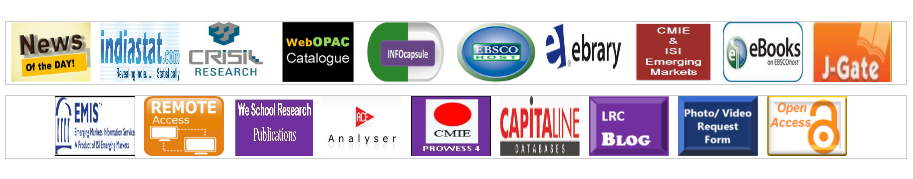 News
Of the DAY!
indiastat.com
Revealing India.... Statistically
CRISIL
RESEARCH
WebOPAC
Catalogue
INFOcapsule
EBSCO
HOST
ebrary
CMIE
&
ISI
Emerging
Markets
eBooks
on EBSCOhost
J-Gate
EMIS
Emerging Markets Information Service
A Product of ISI Emerging Markets
REMOTE
Access
We School Research
Publications
ACE
Analyser
CMIE
PROWESS 4
CAPITALINE
DATABASES
LRC
BLOG
Photo/ Video
Request
Form
Open
Access